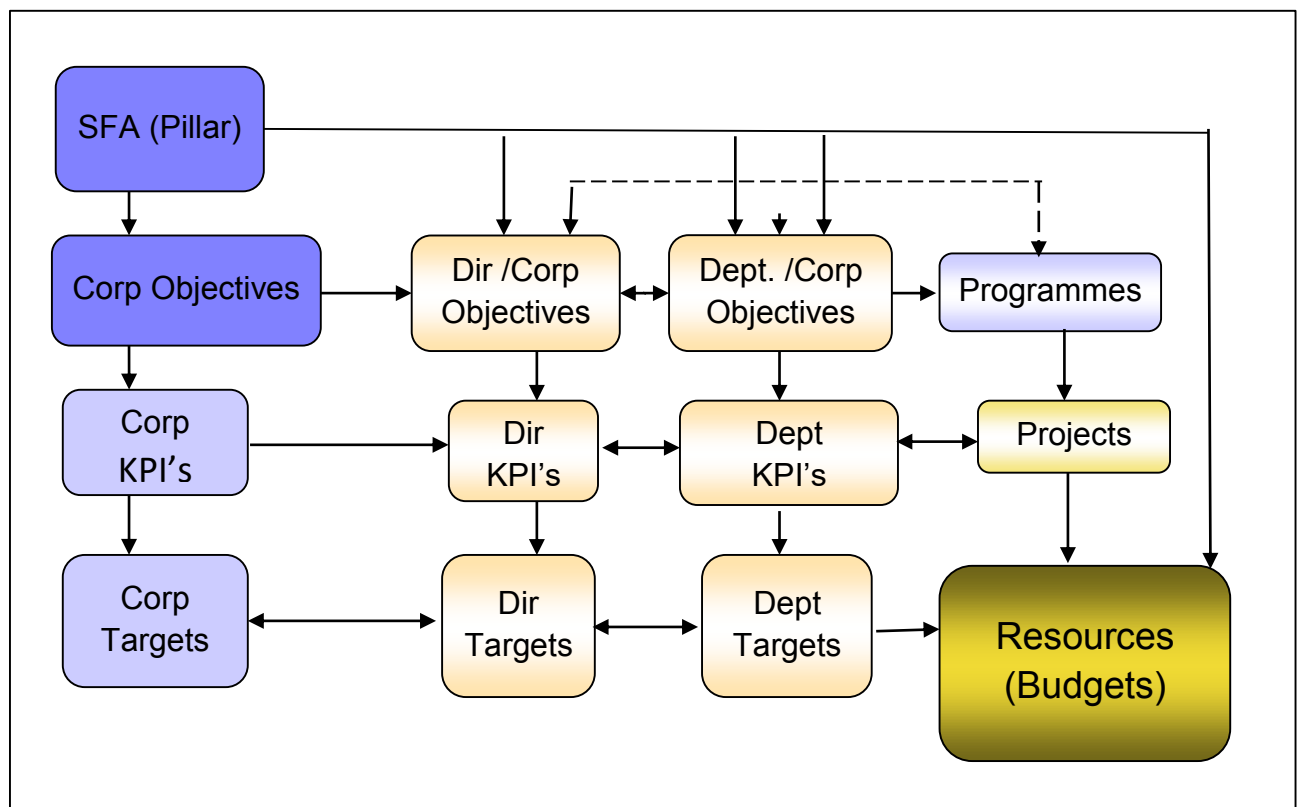 SFA (Pillar)
Corp Objectives
Dir /Corp
Objectives
Dept. /Corp
Objectives
Programmes
Corp
KPI's
Dir
KPI’s
Dept
KPI’s
Projects
Corp
Targets
Dir
Targets
Dept
Targets
Resources
(Budgets)